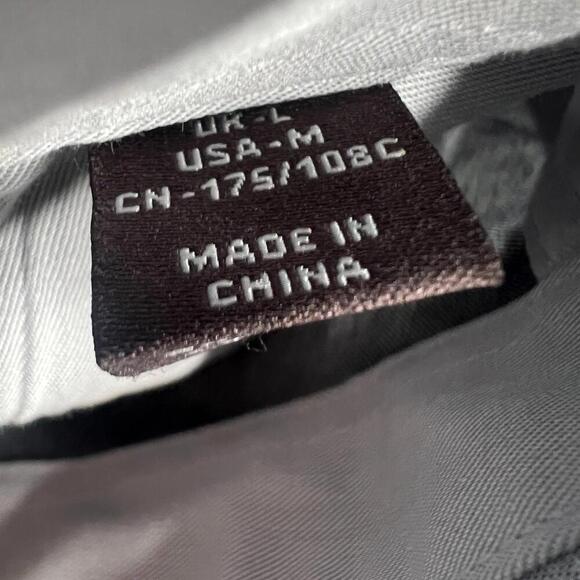 UK-L
USA-M
CN-175/108C
MADE IN
CHINA